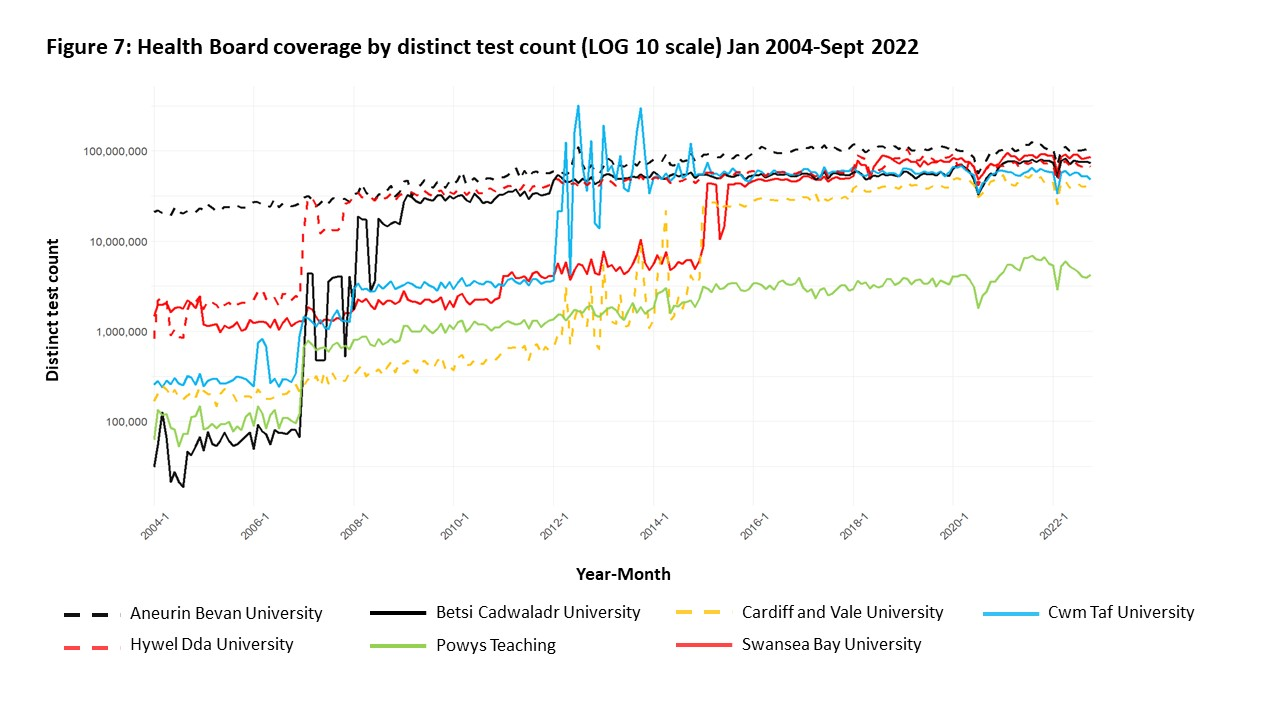 Figure 7: Health Board coverage by distinct test count (LOG 10 scale) Jan 2004-Sept 2022
100,000,000
10,000,000
1,000,000
100,000
Distinct test count
2004-1 2006-1 2008-1 2010-1 2012-1 2014-1 2016-1 2018-1 2020-1 2022-1
Year-Month
Aneurin Bevan University Betsi Cadwaladr University Cardiff and Vale University Cwm Taf University
Hywel Dda University Powys Teaching Swansea Bay University